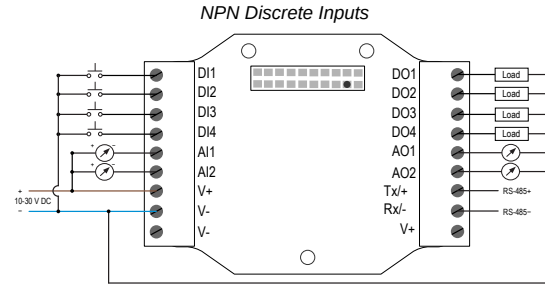 NPN Discrete Inputs
DI1
DI2
DI3
DI4
AI1
AI2
V+
V-
V-
+ −
+ −
+
10-30 V DC
−
DO1
DO2
DO3
DO4
AO1
AO2
Tx/+
Rx/-
V+
Load
Load
Load
Load
RS-485+
RS-485−